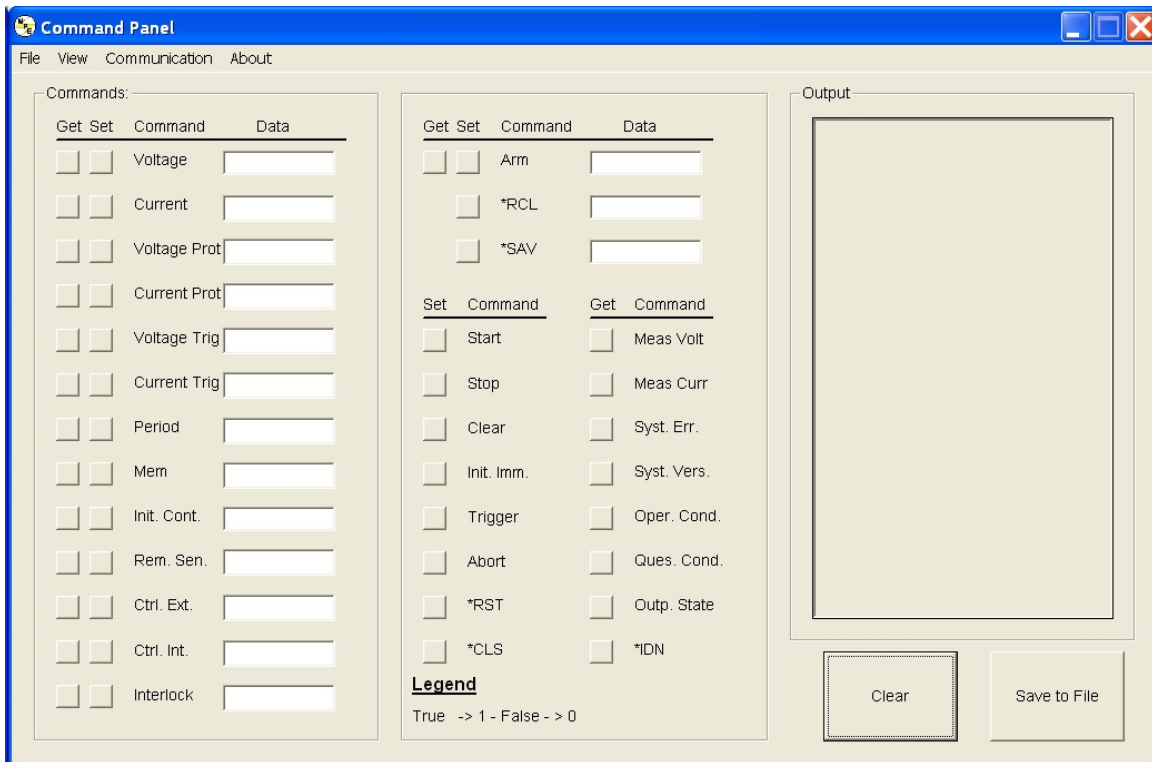 Command Panel
File View Communication About
Commands:
Get Set Command Data
Voltage
Current
Voltage Prot
Current Prot
Voltage Trig
Current Trig
Period
Mem
Init. Cont.
Rem. Sen.
Ctrl. Ext.
Ctrl. Int.
Interlock
Get Set Command Data
Arm
*RCL
*SAV
Set Command Get Command
Start Meas Volt
Stop Meas Curr
Clear Syst. Err.
Init. Imm. Syst. Vers.
Trigger Oper. Cond.
Abort Ques. Cond.
*RST Outp. State
*CLS *IDN
Legend
True -> 1 - False - > 0
Output
Clear Save to File